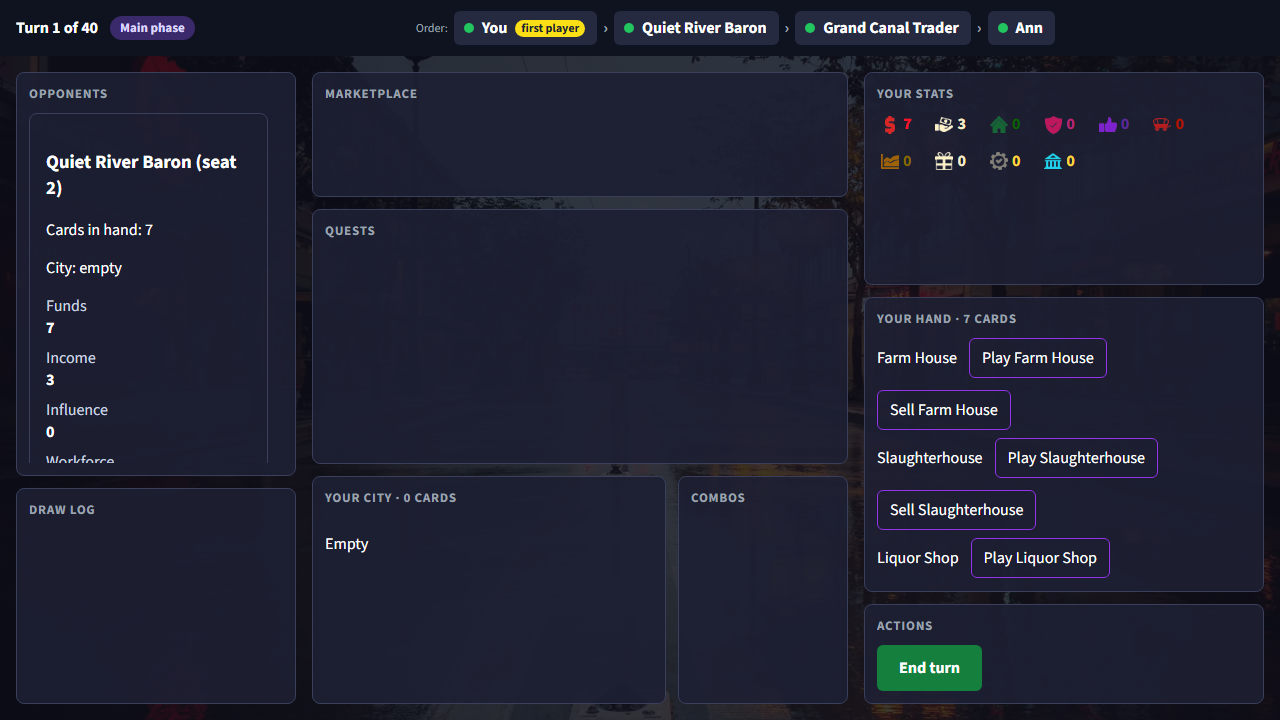 Turn 1 of 40 Main phase
Order: You first player › Quiet River Baron › Grand Canal Trader › Ann
OPPONENTS
Quiet River Baron (seat
2)
Cards in hand: 7
City: empty
Funds
7
Income
3
Influence
0
Workforce
DRAW LOG
MARKETPLACE
QUESTS
YOUR CITY · 0 CARDS
Empty
COMBOS
YOUR STATS
7 3 0 0 0 0
0 0 0 0
YOUR HAND · 7 CARDS
Farm House Play Farm House
Sell Farm House
Slaughterhouse Play Slaughterhouse
Sell Slaughterhouse
Liquor Shop Play Liquor Shop
ACTIONS
End turn